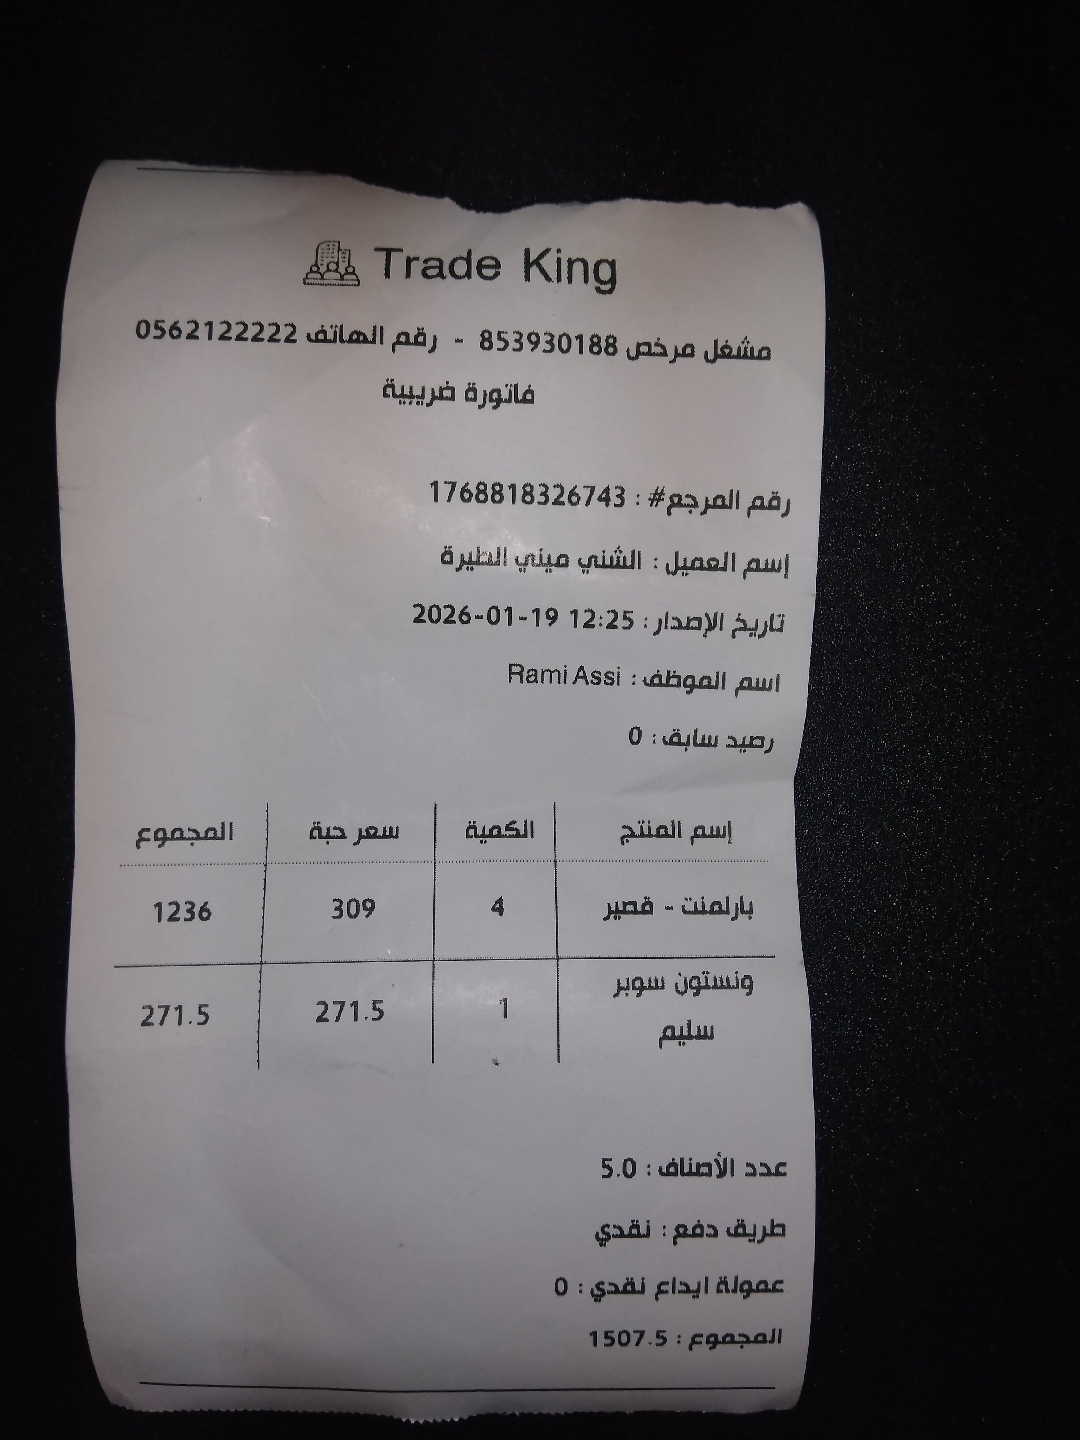 Trade King
مشغل مرخص 853930188 - رقم الهاتف 0562122222
فاتورة ضريبية
رقم المرجع# : 1768818326743
إسم العميل : الشني ميني الطيرة
تاريخ الإصدار : 2026-01-19 12:25
اسم الموظف : Rami Assi
رصيد سابق : 0
إسم المنتج الكمية سعر حبة المجموع
بارلمنت - قصير 4 309 1236
ونستون سوبر سليم 1 271.5 271.5
عدد الأصناف : 5.0
طريق دفع : نقدي
عمولة ايداع نقدي : 0
المجموع : 1507.5